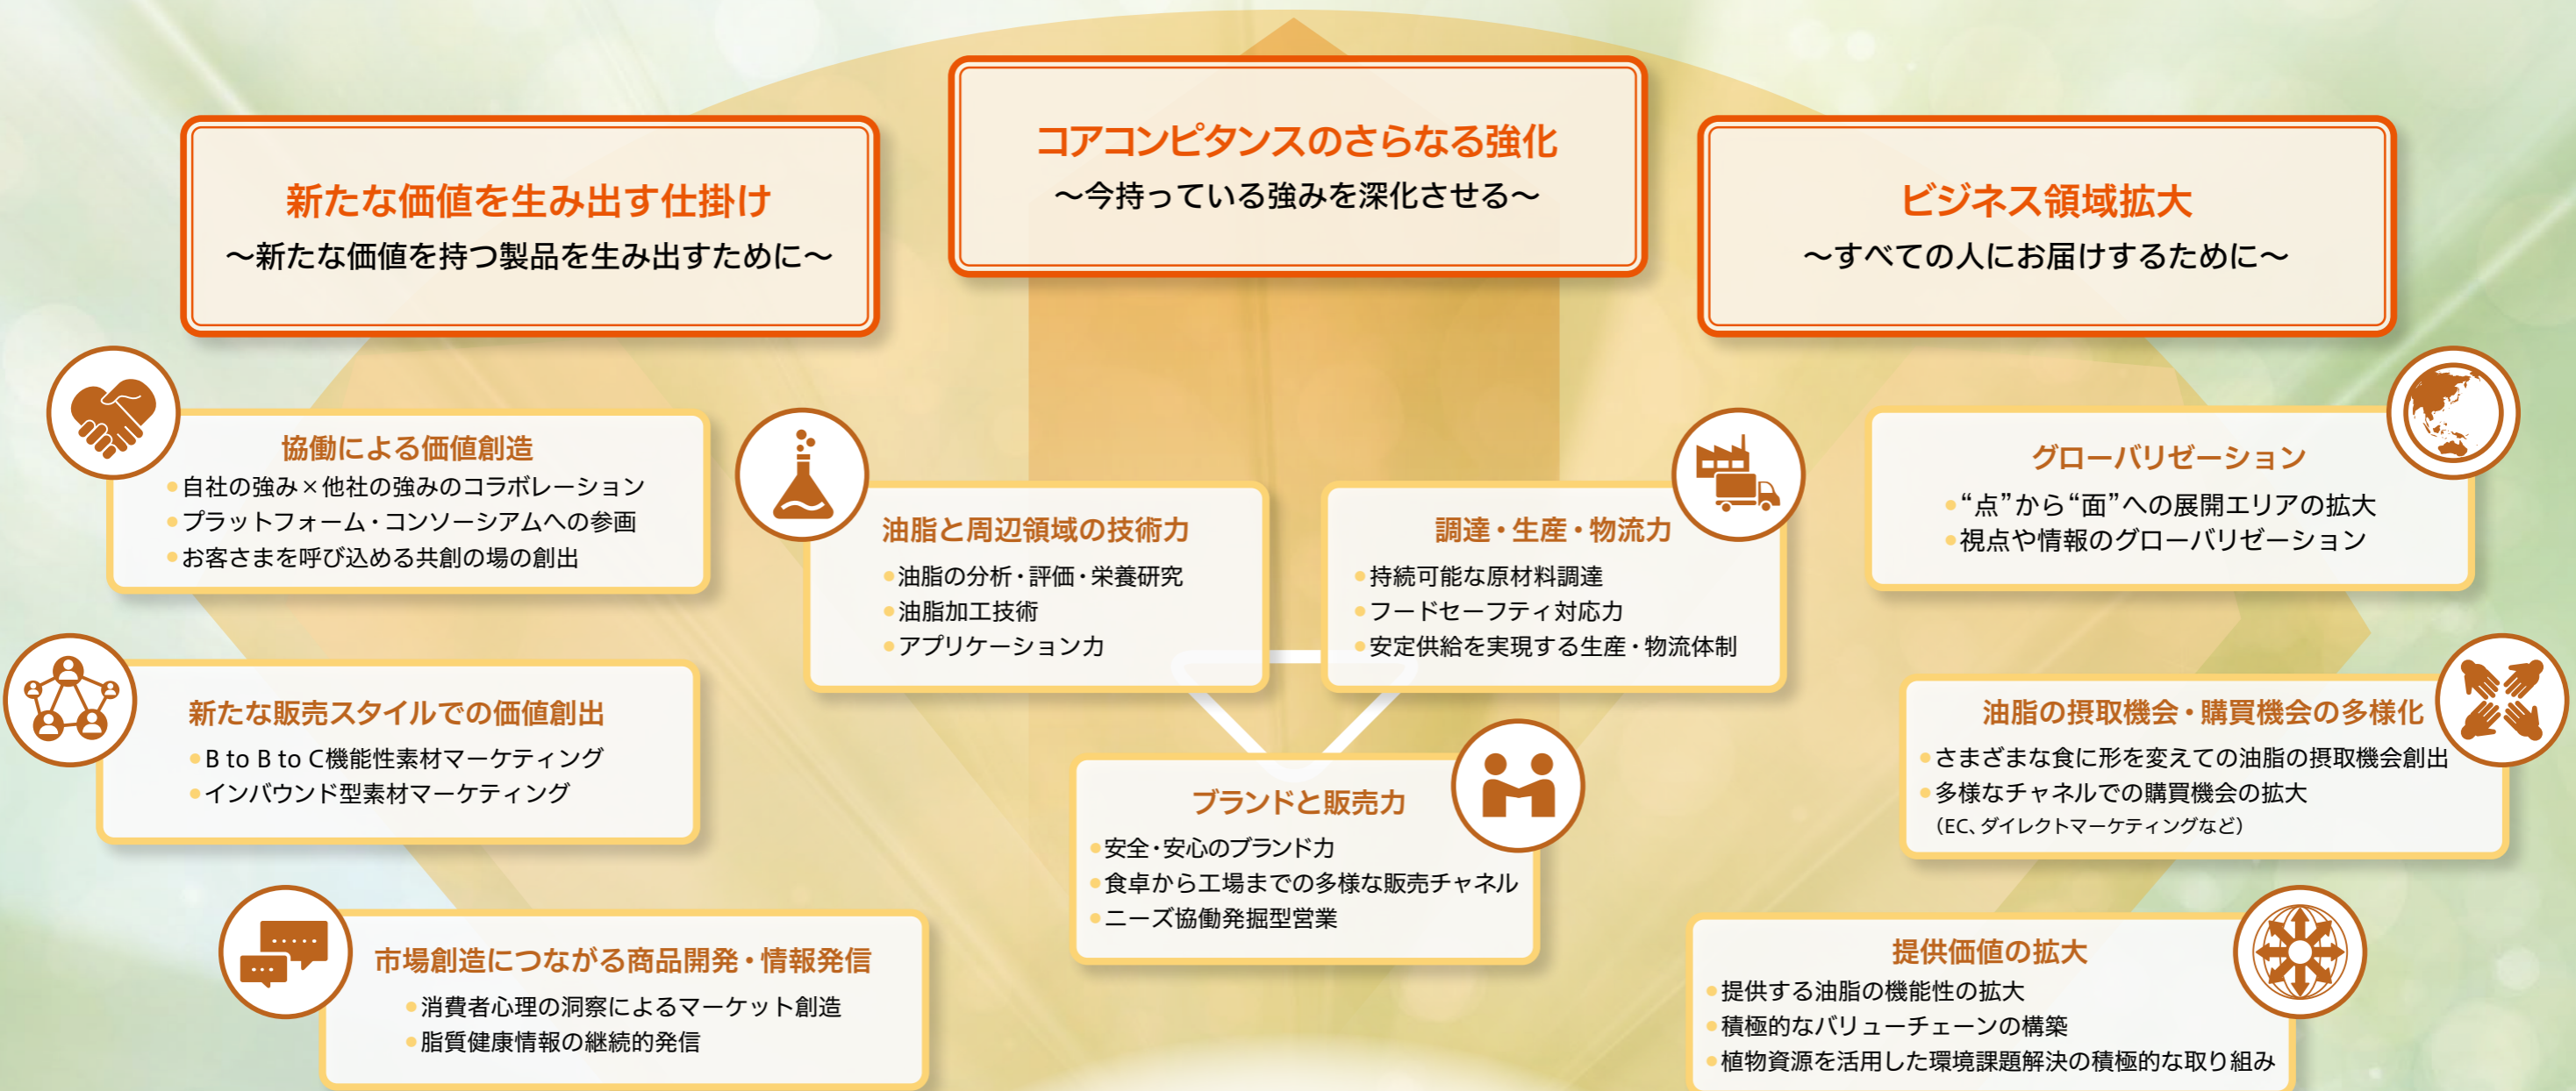 新たな価値を生み出す仕掛け
～新たな価値を持つ製品を生み出すために～
コアコンピタンスのさらなる強化
～今持っている強みを深化させる～
ビジネス領域拡大
～すべての人にお届けするために～
協働による価値創造
●自社の強み×他社の強みのコラボレーション
●プラットフォーム・コンソーシアムへの参画
●お客さまを呼び込める共創の場の創出
新たな販売スタイルでの価値創出
●B to B to C機能性素材マーケティング
●インバウンド型素材マーケティング
市場創造につながる商品開発・情報発信
●消費者心理の洞察によるマーケット創造
●脂質健康情報の継続的発信
油脂と周辺領域の技術力
●油脂の分析・評価・栄養研究
●油脂加工技術
●アプリケーション力
調達・生産・物流力
●持続可能な原材料調達
●フードセーフティ対応力
●安定供給を実現する生産・物流体制
ブランドと販売力
●安全・安心のブランド力
●食卓から工場までの多様な販売チャネル
●ニーズ協働発掘型営業
グローバリゼーション
●“点”から“面”への展開エリアの拡大
●視点や情報のグローバリゼーション
油脂の摂取機会・購買機会の多様化
●さまざまな食に形を変えての油脂の摂取機会創出
●多様なチャネルでの購買機会の拡大
（EC、ダイレクトマーケティングなど）
提供価値の拡大
●提供する油脂の機能性の拡大
●積極的なバリューチェーンの構築
●植物資源を活用した環境課題解決の積極的な取り組み